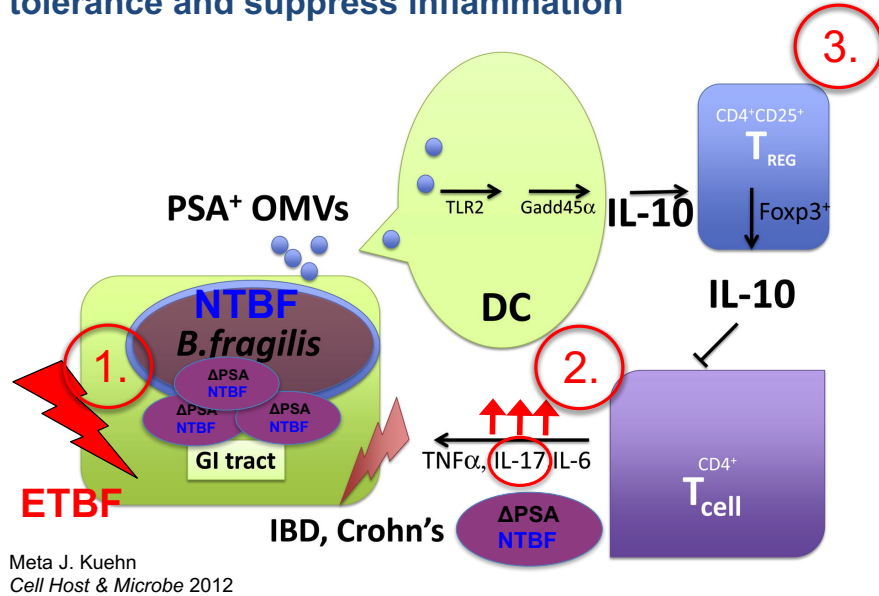 tolerance and suppress inflammation
3.
CD4⁺CD25⁺
T REG
Foxp3⁺
IL-10
PSA⁺ OMVs
TLR2
Gadd45α
IL-10
DC
NTBF
B.fragilis
1.
ΔPSA
NTBF
ΔPSA
NTBF
ΔPSA
NTBF
GI tract
ETBF
2.
TNFα, IL-17, IL-6
IBD, Crohn's
ΔPSA
NTBF
CD4⁺
Tcell
Meta J. Kuehn
Cell Host & Microbe 2012